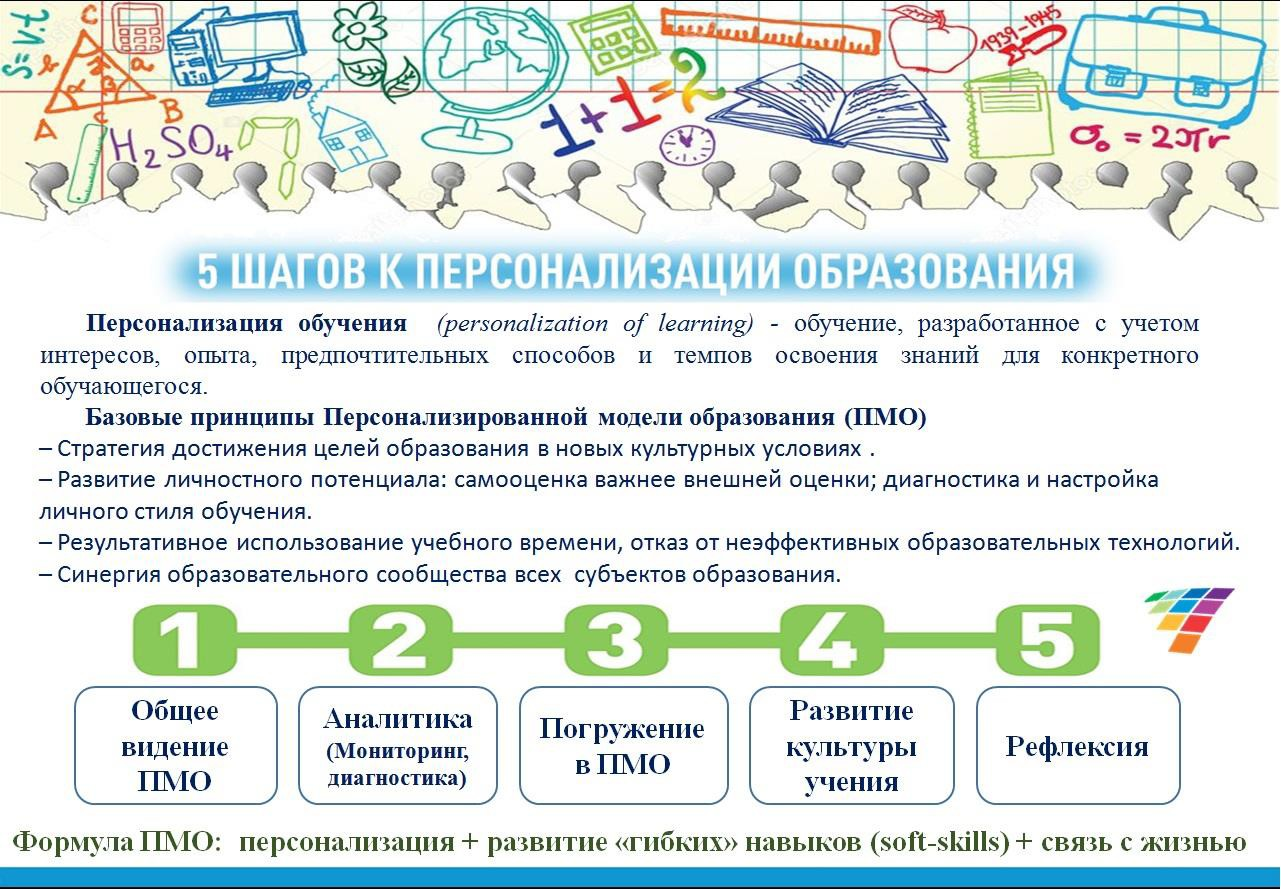 S=V.t
C
b
a
α
A
c
B
H₂SO₄
1+1=2
1939-1945
σ₀ = 2πr
5 ШАГОВ К ПЕРСОНАЛИЗАЦИИ ОБРАЗОВАНИЯ
Персонализация обучения (personalization of learning) - обучение, разработанное с учетом
интересов, опыта, предпочтительных способов и темпов освоения знаний для конкретного
обучающегося.
Базовые принципы Персонализированной модели образования (ПМО)
– Стратегия достижения целей образования в новых культурных условиях .
– Развитие личностного потенциала: самооценка важнее внешней оценки; диагностика и настройка
личного стиля обучения.
– Результативное использование учебного времени, отказ от неэффективных образовательных технологий.
– Синергия образовательного сообщества всех субъектов образования.
1 2 3 4 5
Общее
видение
ПМО
Аналитика
(Мониторинг,
диагностика)
Погружение
в ПМО
Развитие
культуры
учения
Рефлексия
Формула ПМО: персонализация + развитие «гибких» навыков (soft-skills) + связь с жизнью